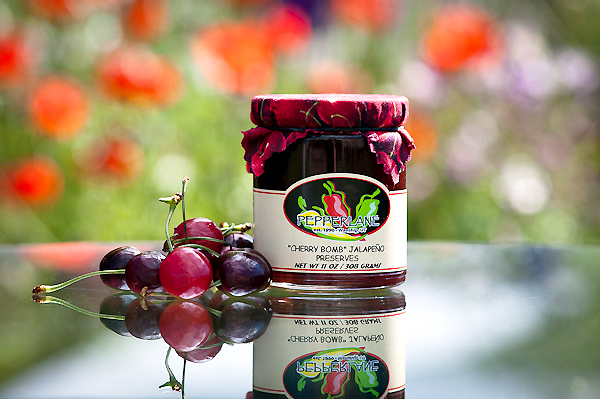 PEPPERLANE
"CHERRY BOMB" JALAPEÑO
PRESERVES
NET WT 11 OZ / 308 GRAMS